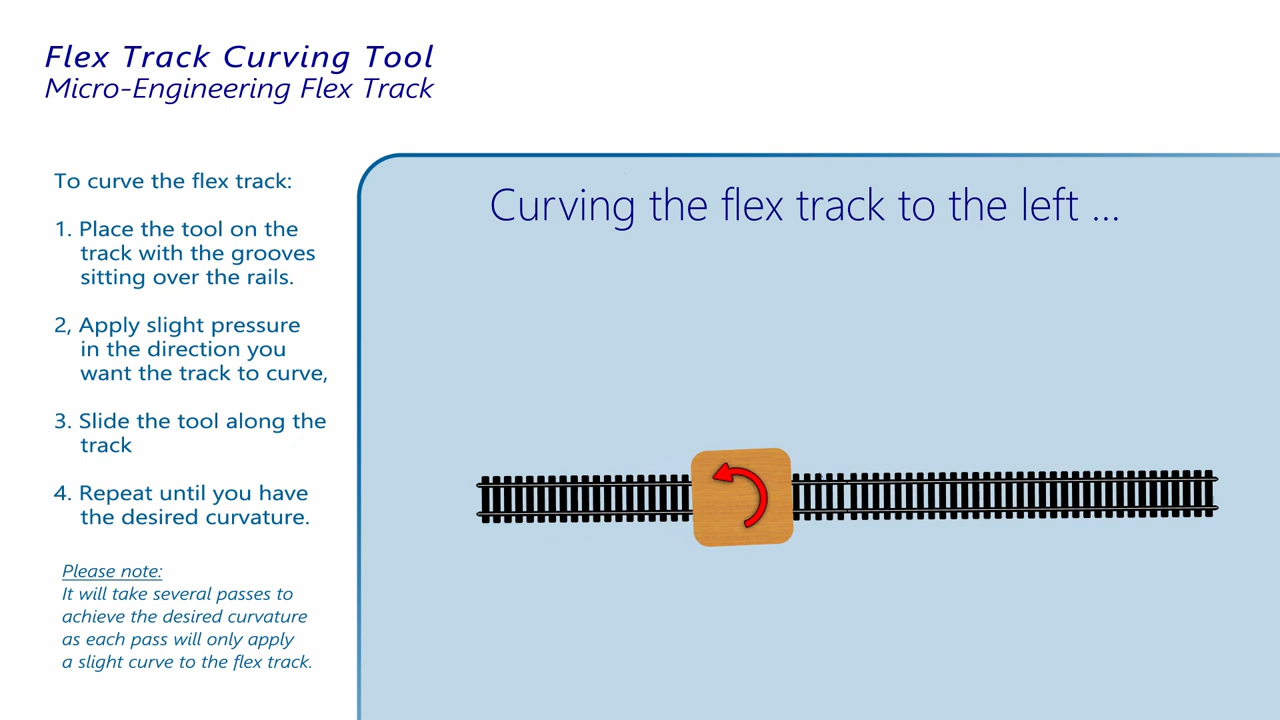 Flex Track Curving Tool
Micro-Engineering Flex Track
To curve the flex track:
1. Place the tool on the
track with the grooves
sitting over the rails.
2, Apply slight pressure
in the direction you
want the track to curve,
3. Slide the tool along the
track
4. Repeat until you have
the desired curvature.
Please note:
It will take several passes to
achieve the desired curvature
as each pass will only apply
a slight curve to the flex track.
Curving the flex track to the left ...